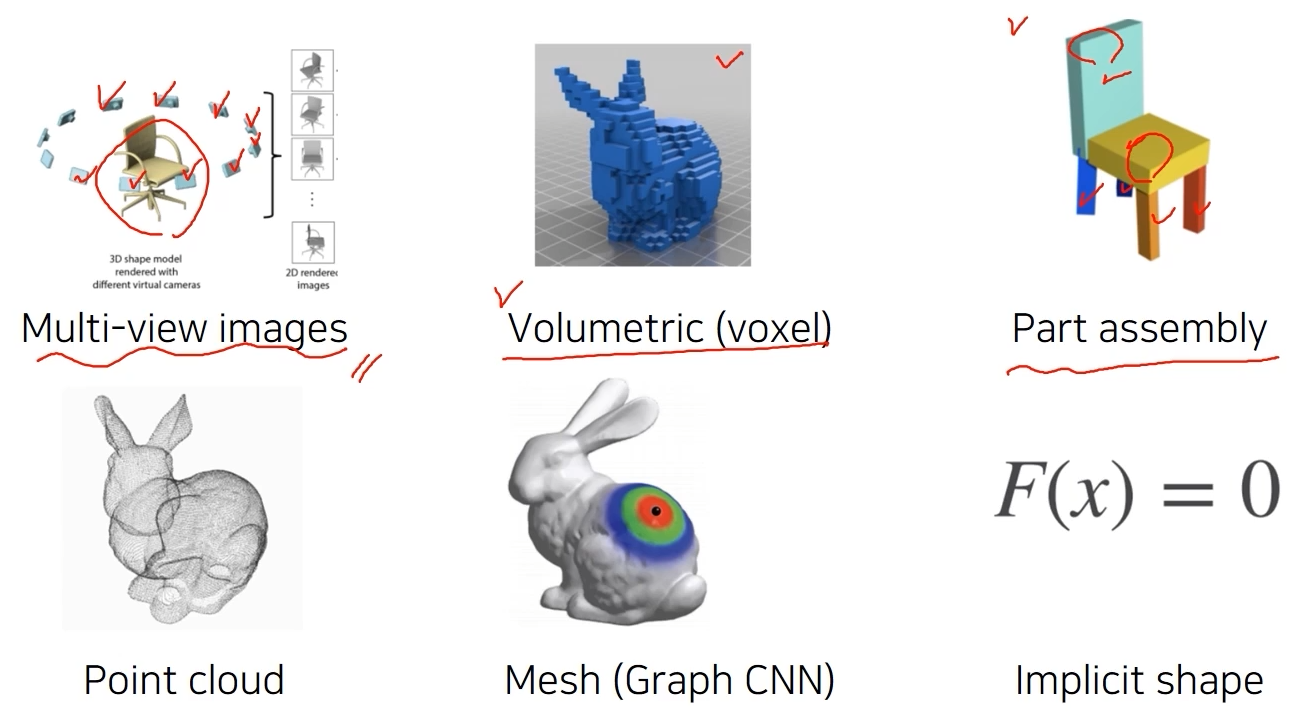 3D shape model
rendered with
different virtual cameras
2D rendered
images
Multi-view images
Volumetric (voxel)
Part assembly
F(x) = 0
Point cloud
Mesh (Graph CNN)
Implicit shape